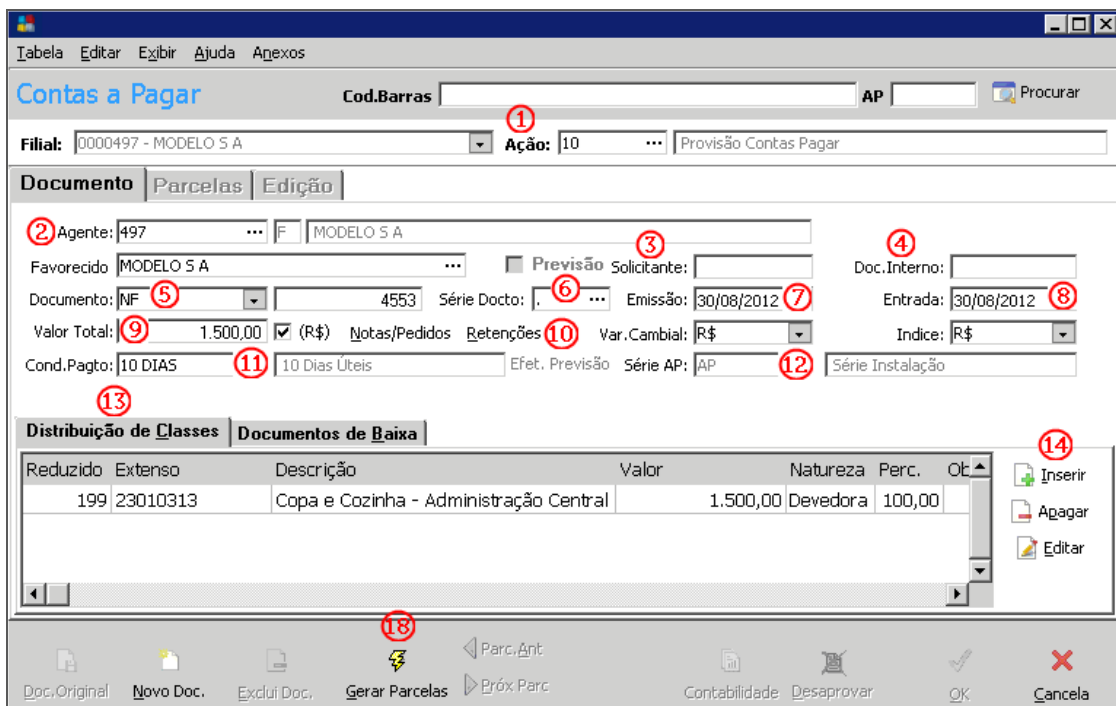 Tabela Editar Exibir Ajuda Anexos
Contas a Pagar Cod.Barras AP Procurar
1
Filial: 0000497 - MODELO S A Ação: 10 ... Provisão Contas Pagar
Documento Parcelas Edição
2 Agente: 497 ... F MODELO S A
3 4
Favorecido MODELO S A ... Previsão Solicitante: Doc.Interno:
Documento: NF 5 4553 Série Docto: . 6 ... Emissão: 30/08/2012 7 Entrada: 30/08/2012 8
Valor Total: 9 1.500,00 (R$) Notas/Pedidos Retenções 10 Var.Cambial: R$ Indice: R$
Cond.Pagto: 10 DIAS 11 10 Dias Úteis Efet. Previsão Série AP: AP 12 Série Instalação
13
Distribuição de Classes Documentos de Baixa
14
Reduzido Extenso Descrição Valor Natureza Perc. Ob
Inserir
199 23010313 Copa e Cozinha - Administração Central 1.500,00 Devedora 100,00
Apagar
Editar
18
Parc.Ant
Doc.Original Novo Doc. Exclui Doc. Gerar Parcelas Próx Parc Contabilidade Desaprovar OK Cancela